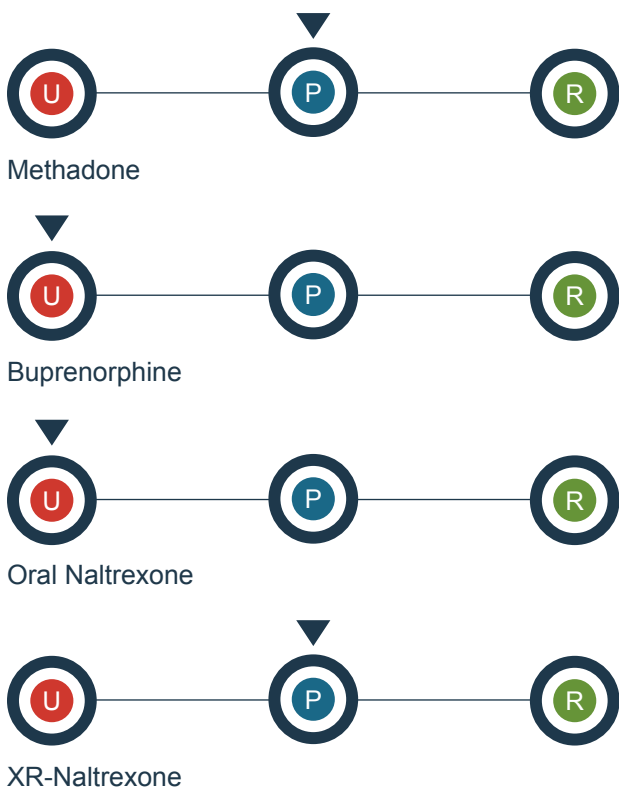 U P R
Methadone
U P R
Buprenorphine
U P R
Oral Naltrexone
U P R
XR-Naltrexone